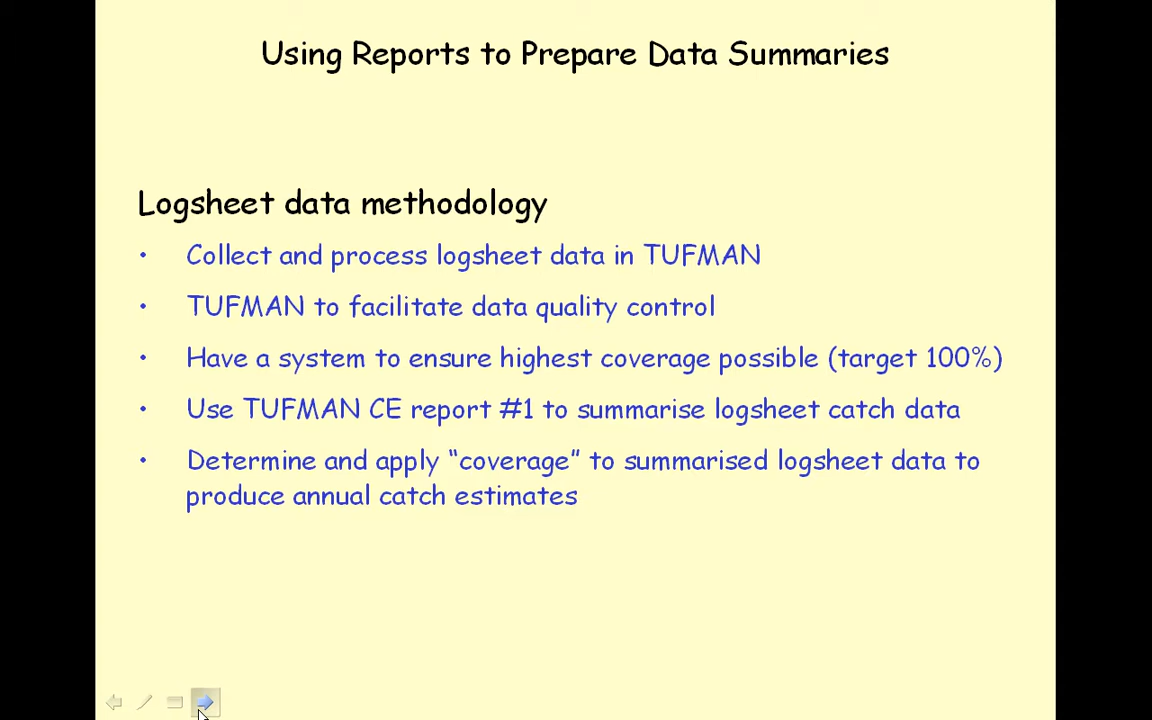 Using Reports to Prepare Data Summaries
Logsheet data methodology
• Collect and process logsheet data in TUFMAN
• TUFMAN to facilitate data quality control
• Have a system to ensure highest coverage possible (target 100%)
• Use TUFMAN CE report #1 to summarise logsheet catch data
• Determine and apply “coverage” to summarised logsheet data to
produce annual catch estimates